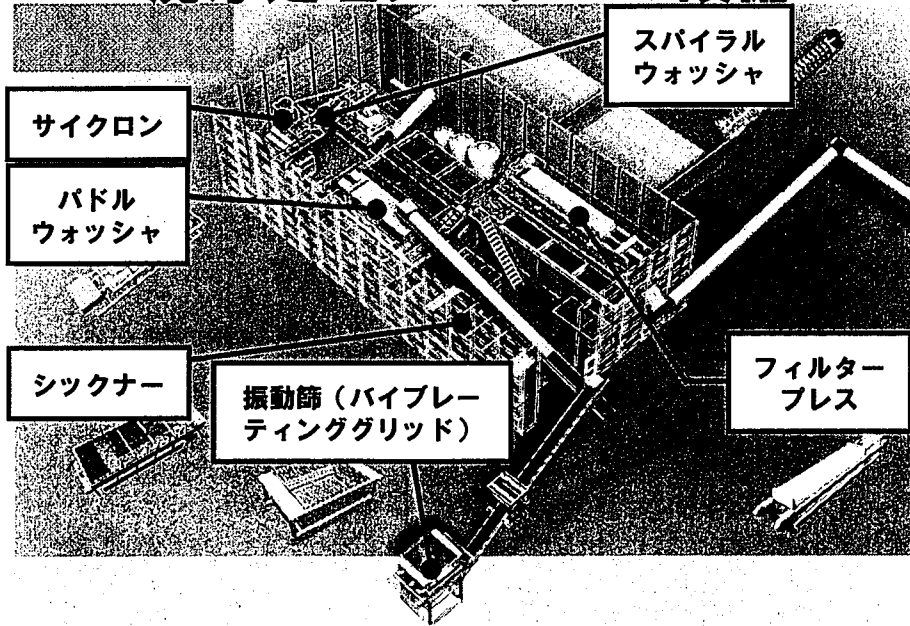 スパイラル
ウォッシャ
サイクロン
パドル
ウォッシャ
シックナー
振動篩（バイブレー
ティンググリッド）
フィルター
プレス